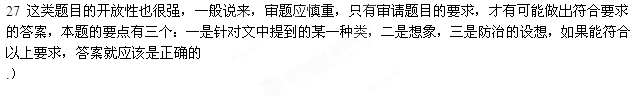 27 这类题目的开放性也很强，一般说来，审题应慎重，只有审请题目的要求，才有可能做出符合要求
的答案，本题的要点有三个：一是针对文中提到的某一种类，二是想象，三是防治的设想，如果能符合
以上要求，答案就应该是正确的
.）